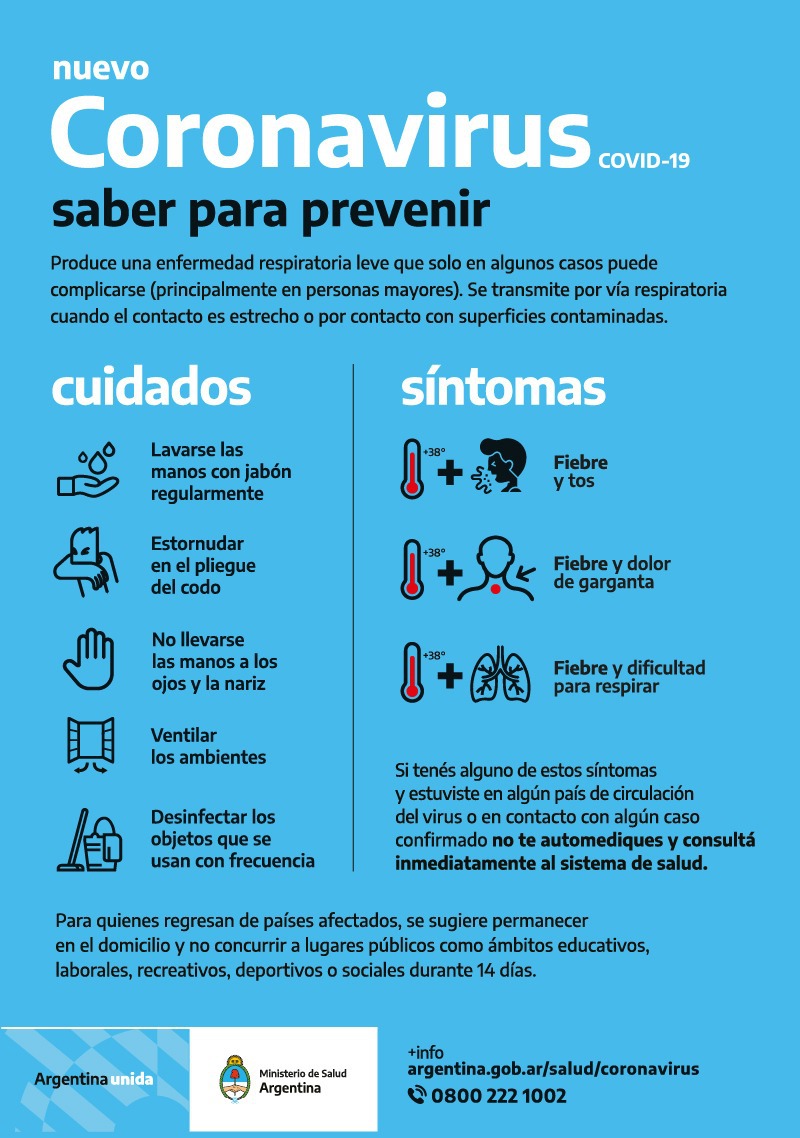 nuevo
Coronavirus COVID-19
saber para prevenir
Produce una enfermedad respiratoria leve que solo en algunos casos puede
complicarse (principalmente en personas mayores). Se transmite por vía respiratoria
cuando el contacto es estrecho o por contacto con superficies contaminadas.
cuidados
Lavarse las
manos con jabón
regularmente
Estornudar
en el pliegue
del codo
No llevarse
las manos a los
ojos y la nariz
Ventilar
los ambientes
Desinfectar los
objetos que se
usan con frecuencia
síntomas
+38°
Fiebre
y tos
+38°
Fiebre y dolor
de garganta
+38°
Fiebre y dificultad
para respirar
Si tenés alguno de estos síntomas
y estuviste en algún país de circulación
del virus o en contacto con algún caso
confirmado no te automediques y consultá
inmediatamente al sistema de salud.
Para quienes regresan de países afectados, se sugiere permanecer
en el domicilio y no concurrir a lugares públicos como ámbitos educativos,
laborales, recreativos, deportivos o sociales durante 14 días.
Argentina unida
Ministerio de Salud
Argentina
+info
argentina.gob.ar/salud/coronavirus
0800 222 1002